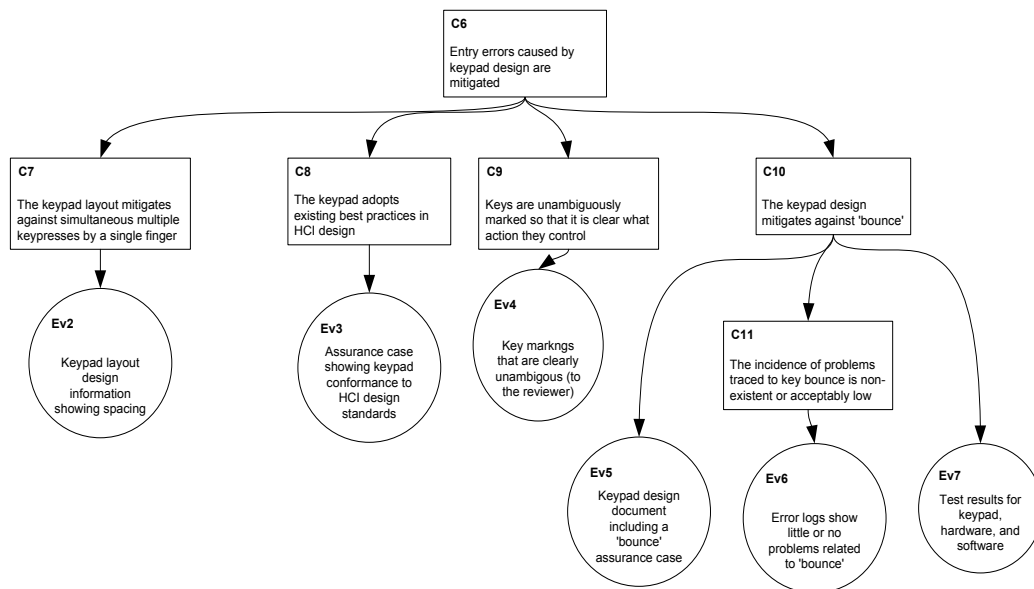 C6
Entry errors caused by
keypad design are
mitigated
C7
The keypad layout mitigates
against simultaneous multiple
keypresses by a single finger
C8
The keypad adopts
existing best practices in
HCI design
C9
Keys are unambiguously
marked so that it is clear what
action they control
C10
The keypad design
mitigates against 'bounce'
Ev2
Keypad layout
design
information
showing spacing
Ev3
Assurance case
showing keypad
conformance to
HCI design
standards
Ev4
Key markngs
that are clearly
unambigous (to
the reviewer)
C11
The incidence of problems
traced to key bounce is non-
existent or acceptably low
Ev5
Keypad design
document
including a
'bounce'
assurance case
Ev6
Error logs show
little or no
problems related
to 'bounce'
Ev7
Test results for
keypad,
hardware, and
software